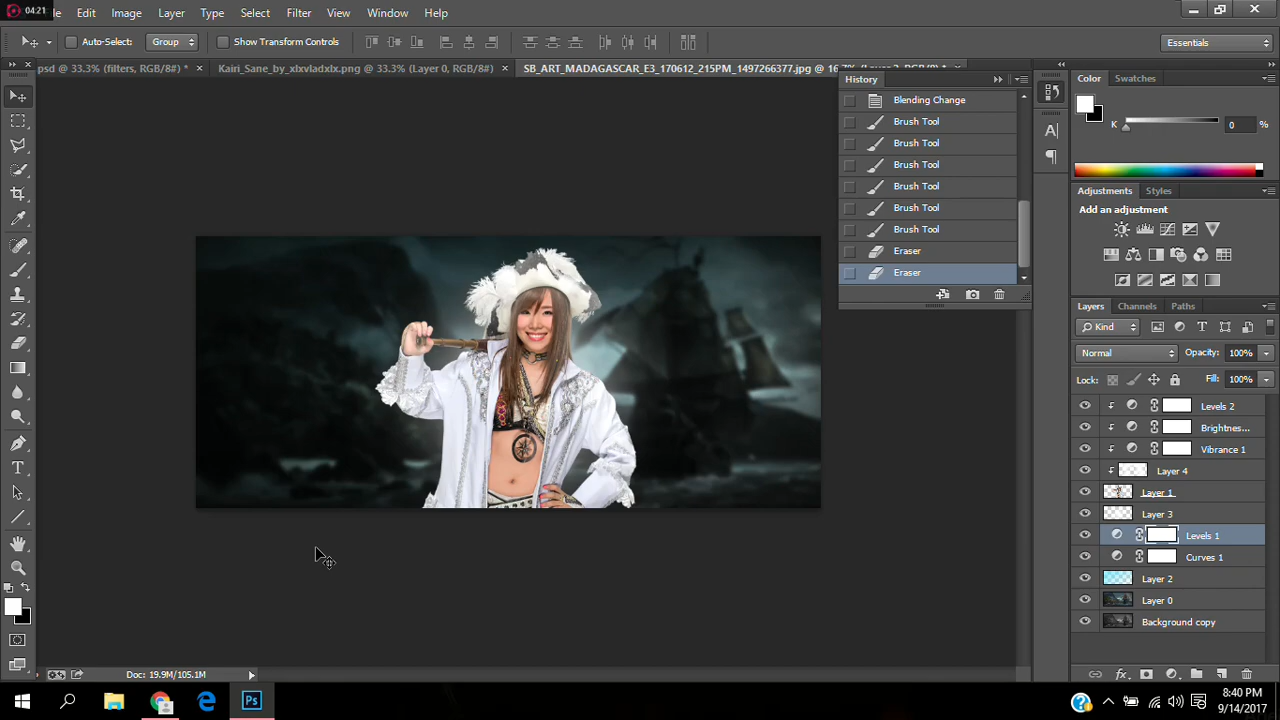 04:21
Edit Image Layer Type Select Filter View Window Help
Auto-Select: Group Show Transform Controls
Essentials
psd @ 33.3% (filters, RGB/8#) * × Kairi_Sane_by_xlxvladxlx.png @ 33.3% (Layer 0, RGB/8#) ×
History
Blending Change
Brush Tool
Brush Tool
Brush Tool
Brush Tool
Brush Tool
Brush Tool
Eraser
Eraser
Color Swatches
K 0 %
Adjustments Styles
Add an adjustment
Layers Channels Paths
Kind
Normal Opacity: 100%
Lock: Fill: 100%
Levels 2
Brightnes...
Vibrance 1
Layer 4
Layer 1
Layer 3
Levels 1
Curves 1
Layer 2
Layer 0
Background copy
Doc: 19.9M/105.1M
Ps
8:40 PM
9/14/2017